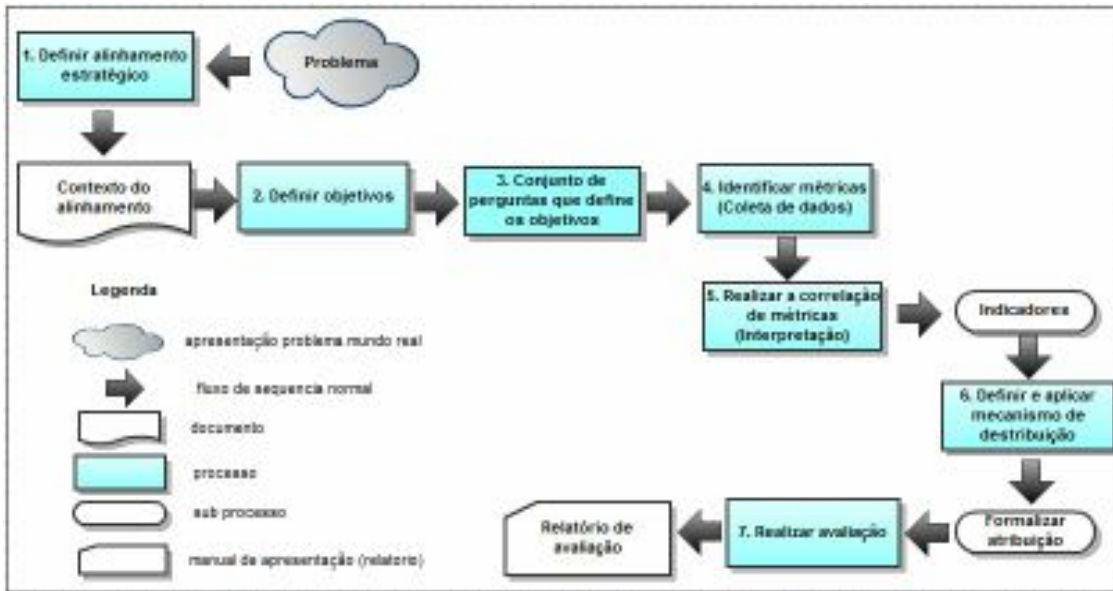 1. Definir alinhamento
estratégico
Problema
Contexto do
alinhamento
2. Definir objetivos
3. Conjunto de
perguntas que define
os objetivos
4. Identificar métricas
(Coleta de dados)
5. Realizar a correlação
de métricas
(Interpretação)
Indicadores
6. Definir e aplicar
mecanismo de
destribuição
Formalizar
atribuição
7. Realizar avaliação
Relatório de
avaliação
Legenda
apresentação problema mundo real
fluxo de sequencia normal
documento
processo
sub processo
manual de apresentação (relatorio)